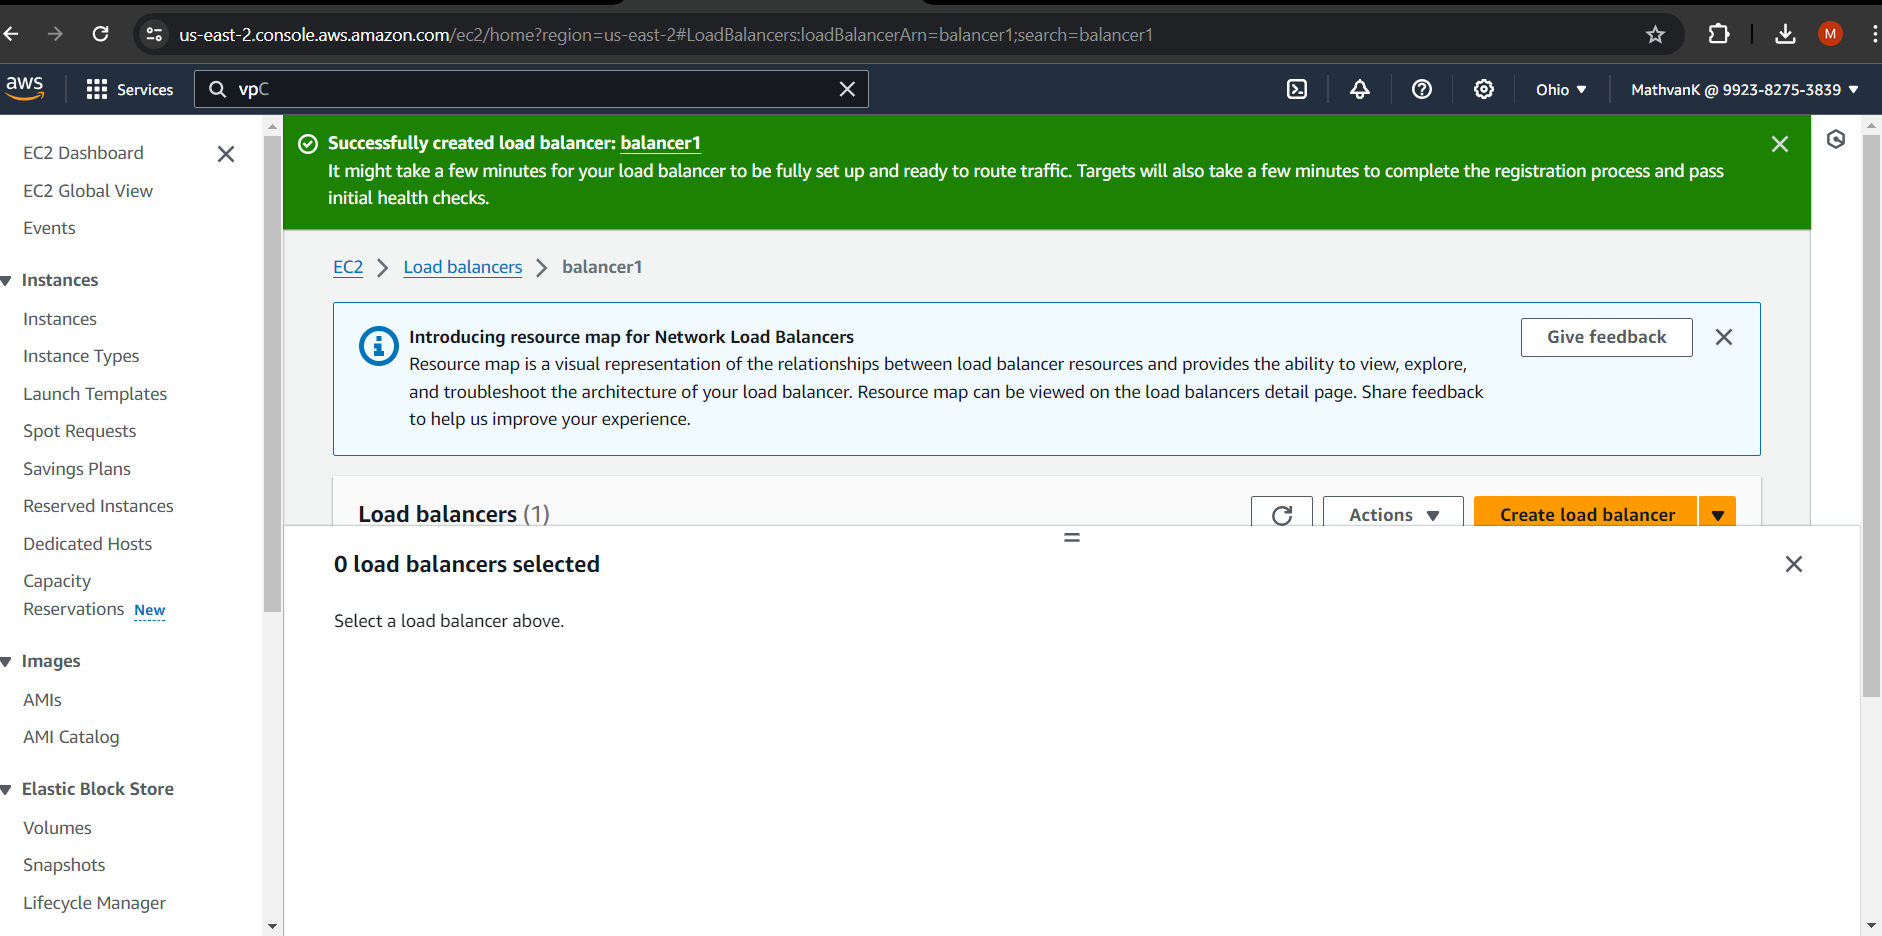 us-east-2.console.aws.amazon.com/ec2/home?region=us-east-2#LoadBalancers:loadBalancerArn=balancer1;search=balancer1
M
aws
Services
vpC
Ohio
MathvanK @ 9923-8275-3839
EC2 Dashboard
EC2 Global View
Events
Instances
Instances
Instance Types
Launch Templates
Spot Requests
Savings Plans
Reserved Instances
Dedicated Hosts
Capacity
Reservations New
Images
AMIs
AMI Catalog
Elastic Block Store
Volumes
Snapshots
Lifecycle Manager
Successfully created load balancer: balancer1
It might take a few minutes for your load balancer to be fully set up and ready to route traffic. Targets will also take a few minutes to complete the registration process and pass
initial health checks.
EC2
Load balancers
balancer1
Introducing resource map for Network Load Balancers
Resource map is a visual representation of the relationships between load balancer resources and provides the ability to view, explore,
and troubleshoot the architecture of your load balancer. Resource map can be viewed on the load balancers detail page. Share feedback
to help us improve your experience.
Give feedback
Load balancers (1)
Actions
Create load balancer
0 load balancers selected
Select a load balancer above.